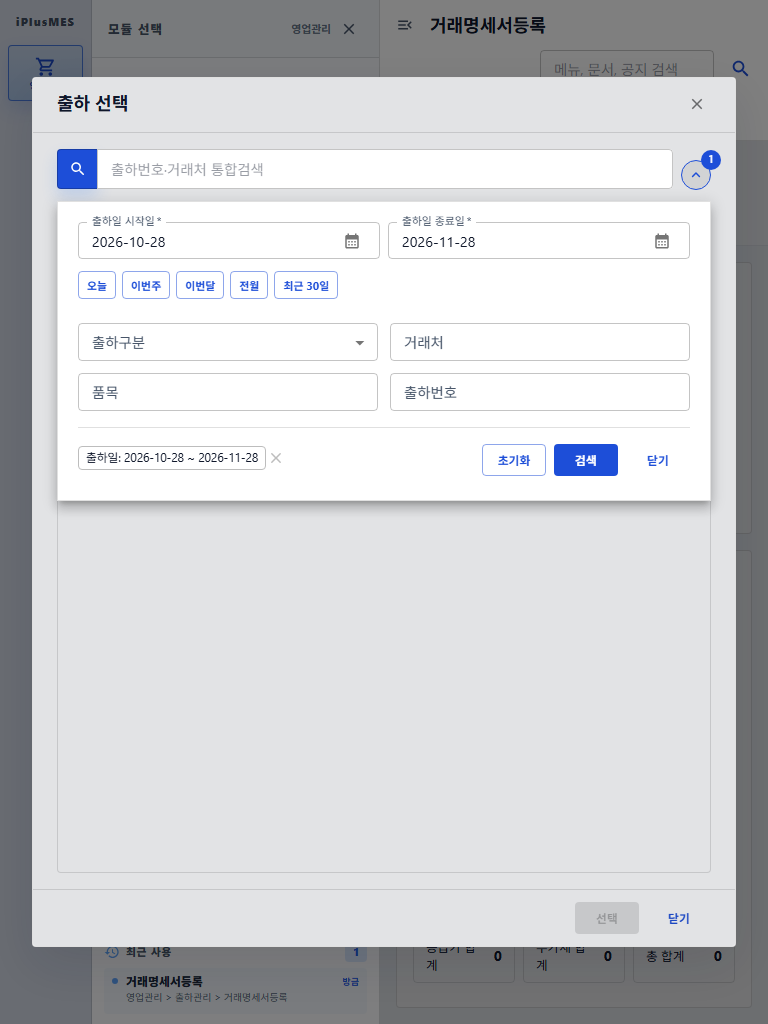 iPlusMES
모듈 선택
영업관리
거래명세서등록
메뉴, 문서, 공지 검색
출하 선택
출하번호·거래처 통합검색
1
출하일 시작일 *
2026-10-28
출하일 종료일 *
2026-11-28
오늘
이번주
이번달
전월
최근 30일
출하구분
거래처
품목
출하번호
출하일: 2026-10-28 ~ 2026-11-28
초기화
검색
닫기
선택
닫기
최근 사용
1
거래명세서등록
방금
영업관리 > 출하관리 > 거래명세서등록
계
0
계
0
총 합계
0